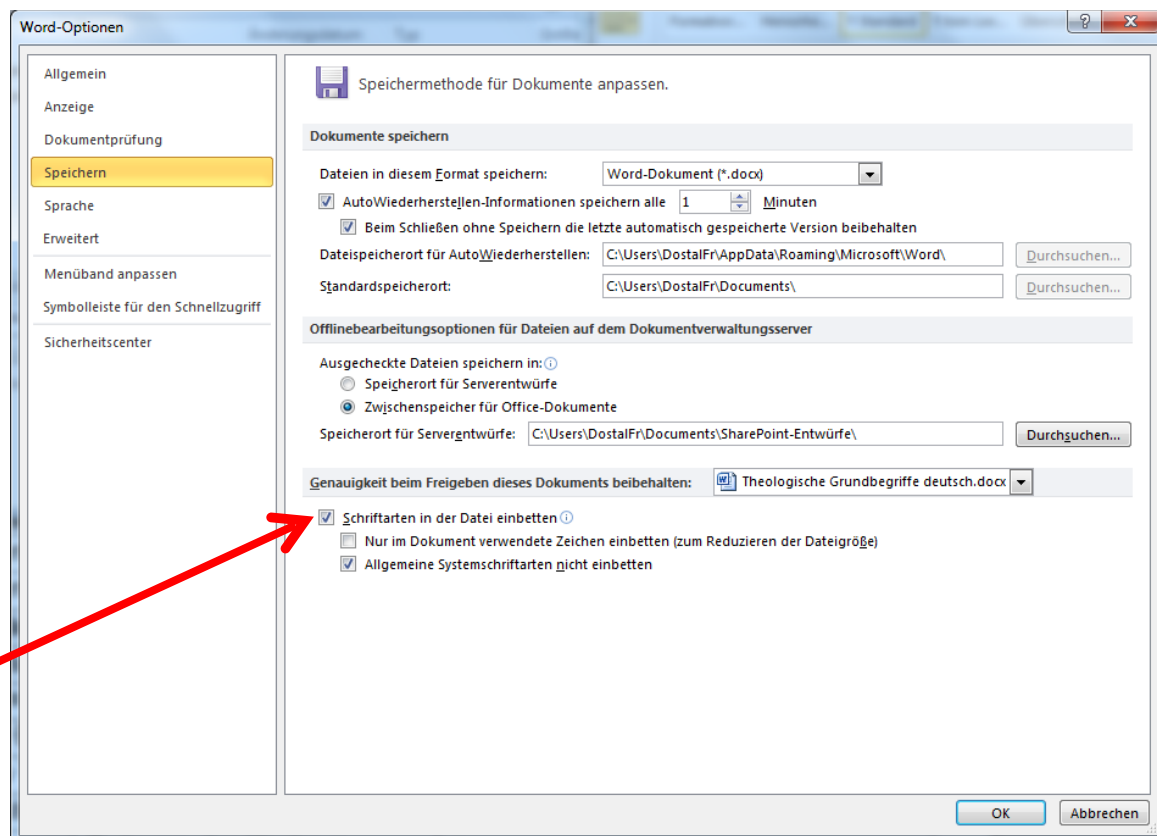 Word-Optionen
Allgemein
Anzeige
Dokumentprüfung
Speichern
Sprache
Erweitert
Menüband anpassen
Symbolleiste für den Schnellzugriff
Sicherheitscenter
Speichermethode für Dokumente anpassen.
Dokumente speichern
Dateien in diesem Format speichern: Word-Dokument (*.docx)
AutoWiederherstellen-Informationen speichern alle 1 Minuten
Beim Schließen ohne Speichern die letzte automatisch gespeicherte Version beibehalten
Dateispeicherort für AutoWiederherstellen: C:\Users\DostalFr\AppData\Roaming\Microsoft\Word\ Durchsuchen...
Standardspeicherort: C:\Users\DostalFr\Documents\ Durchsuchen...
Offlinebearbeitungsoptionen für Dateien auf dem Dokumentverwaltungsserver
Ausgecheckte Dateien speichern in:
Speicherort für Serverentwürfe
Zwischenspeicher für Office-Dokumente
Speicherort für Serverentwürfe: C:\Users\DostalFr\Documents\SharePoint-Entwürfe\ Durchsuchen...
Genauigkeit beim Freigeben dieses Dokuments beibehalten: Theologische Grundbegriffe deutsch.docx
Schriftarten in der Datei einbetten
Nur im Dokument verwendete Zeichen einbetten (zum Reduzieren der Dateigröße)
Allgemeine Systemschriftarten nicht einbetten
OK Abbrechen